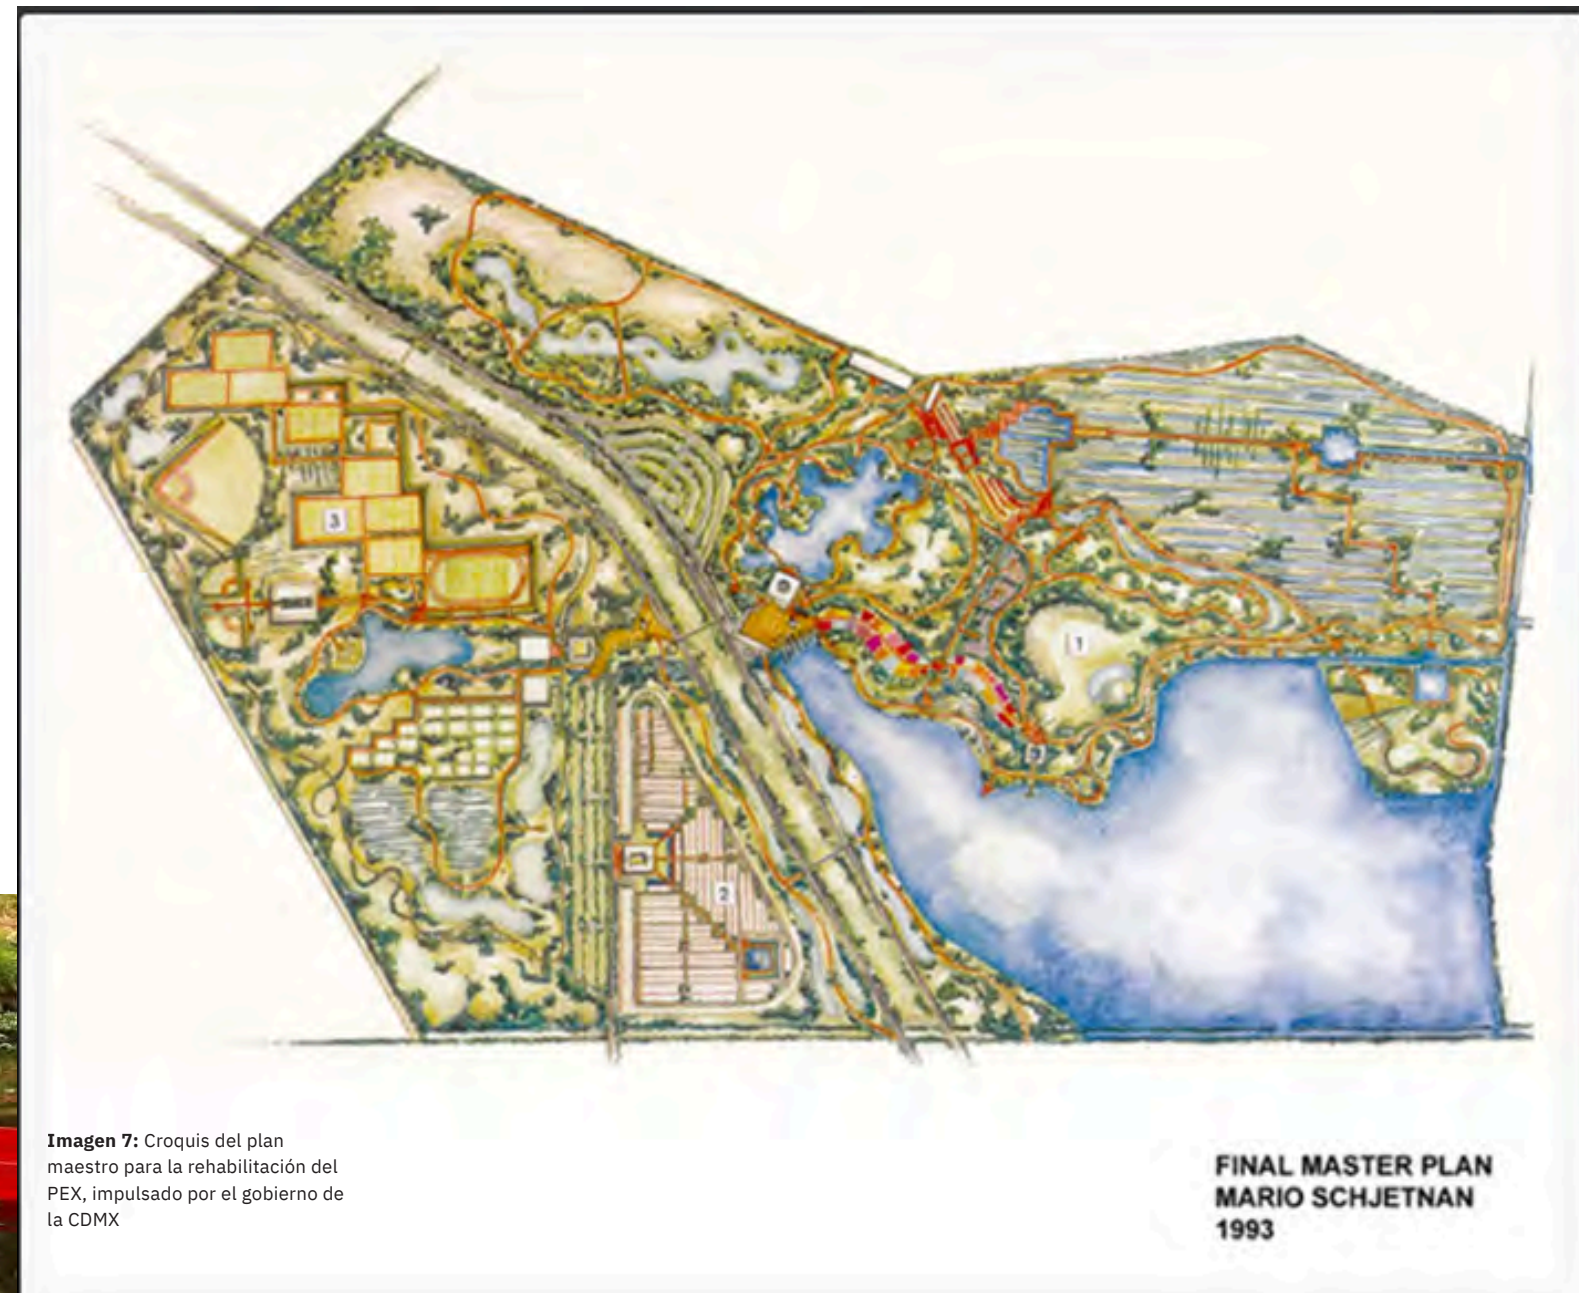 3
1
2
Imagen 7: Croquis del plan
maestro para la rehabilitación del
PEX, impulsado por el gobierno de
la CDMX
FINAL MASTER PLAN
MARIO SCHJETNAN
1993